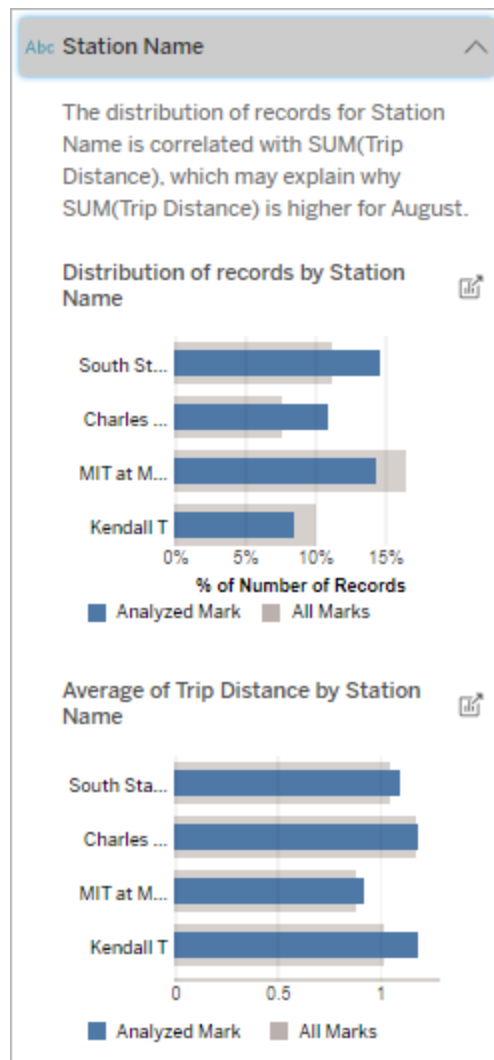 Abc Station Name
The distribution of records for Station
Name is correlated with SUM(Trip
Distance), which may explain why
SUM(Trip Distance) is higher for August.
Distribution of records by Station
Name
South St...
Charles ...
MIT at M...
Kendall T
0% 5% 10% 15%
% of Number of Records
Analyzed Mark All Marks
Average of Trip Distance by Station
Name
South Sta...
Charles ...
MIT at M...
Kendall T
0 0.5 1
Analyzed Mark All Marks